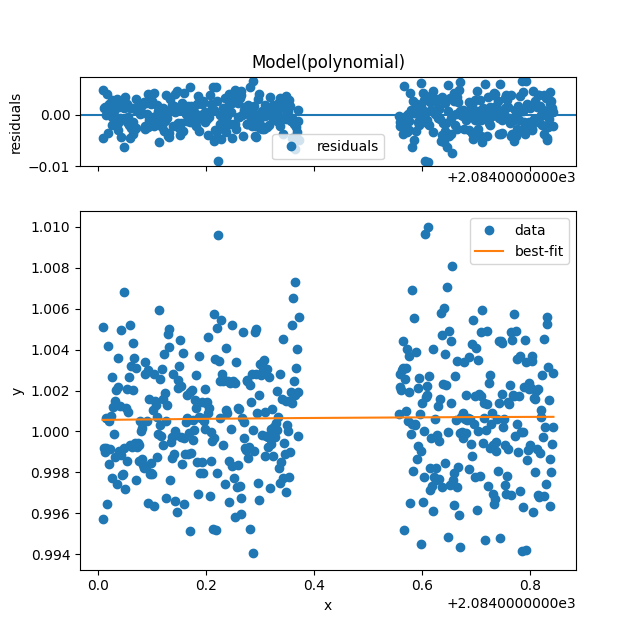 Model(polynomial)
residuals
0.00
−0.01
residuals
+2.0840000000e3
y
1.010
1.008
1.006
1.004
1.002
1.000
0.998
0.996
0.994
data
best-fit
0.0 0.2 0.4 0.6 0.8
x
+2.0840000000e3